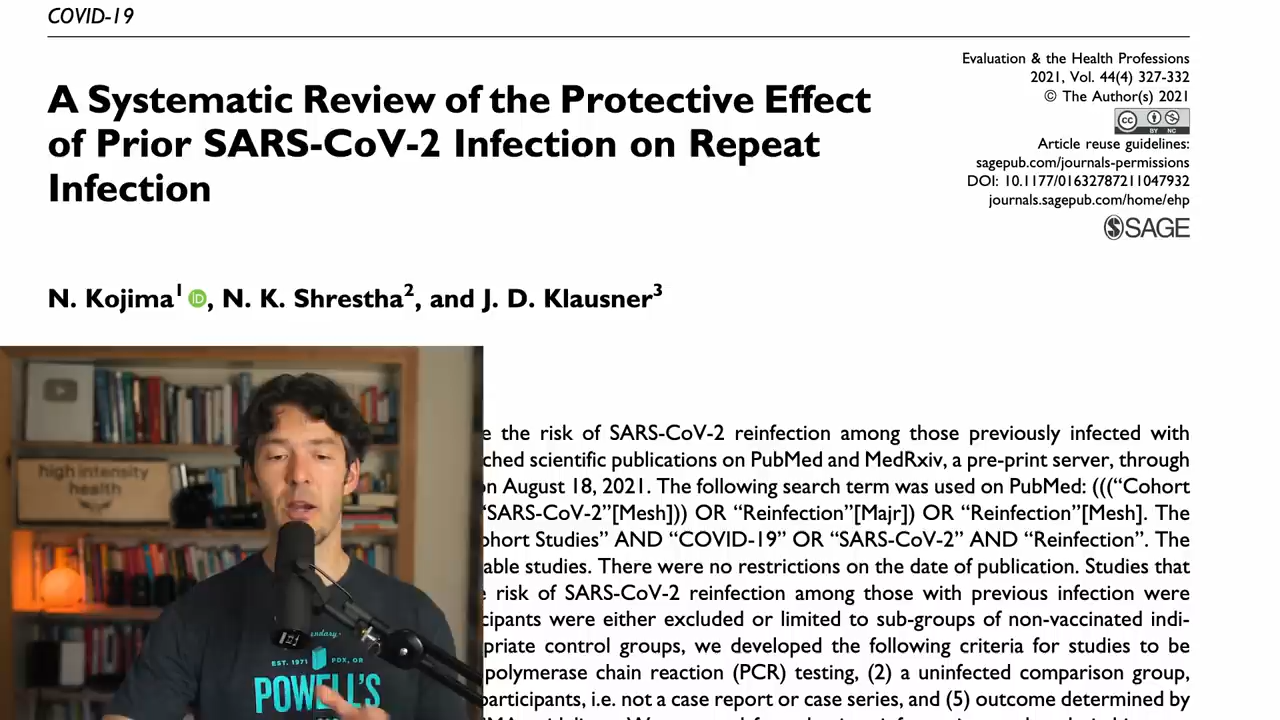 COVID-19
Evaluation & the Health Professions
2021, Vol. 44(4) 327-332
© The Author(s) 2021
cc BY NC
Article reuse guidelines:
sagepub.com/journals-permissions
DOI: 10.1177/01632787211047932
journals.sagepub.com/home/ehp
SAGE
A Systematic Review of the Protective Effect
of Prior SARS-CoV-2 Infection on Repeat
Infection
N. Kojima1 iD, N. K. Shrestha2, and J. D. Klausner3
e the risk of SARS-CoV-2 reinfection among those previously infected with
ched scientific publications on PubMed and MedRxiv, a pre-print server, through
on August 18, 2021. The following search term was used on PubMed: (((“Cohort
“SARS-CoV-2”[Mesh])) OR “Reinfection”[Majr]) OR “Reinfection”[Mesh]. The
ohort Studies” AND “COVID-19” OR “SARS-CoV-2” AND “Reinfection”. The
able studies. There were no restrictions on the date of publication. Studies that
e risk of SARS-CoV-2 reinfection among those with previous infection were
cipants were either excluded or limited to sub-groups of non-vaccinated indi-
priate control groups, we developed the following criteria for studies to be
polymerase chain reaction (PCR) testing, (2) a uninfected comparison group,
participants, i.e. not a case report or case series, and (5) outcome determined by
high intensity
health
EST. 1971 PDX, OR
POWELL'S